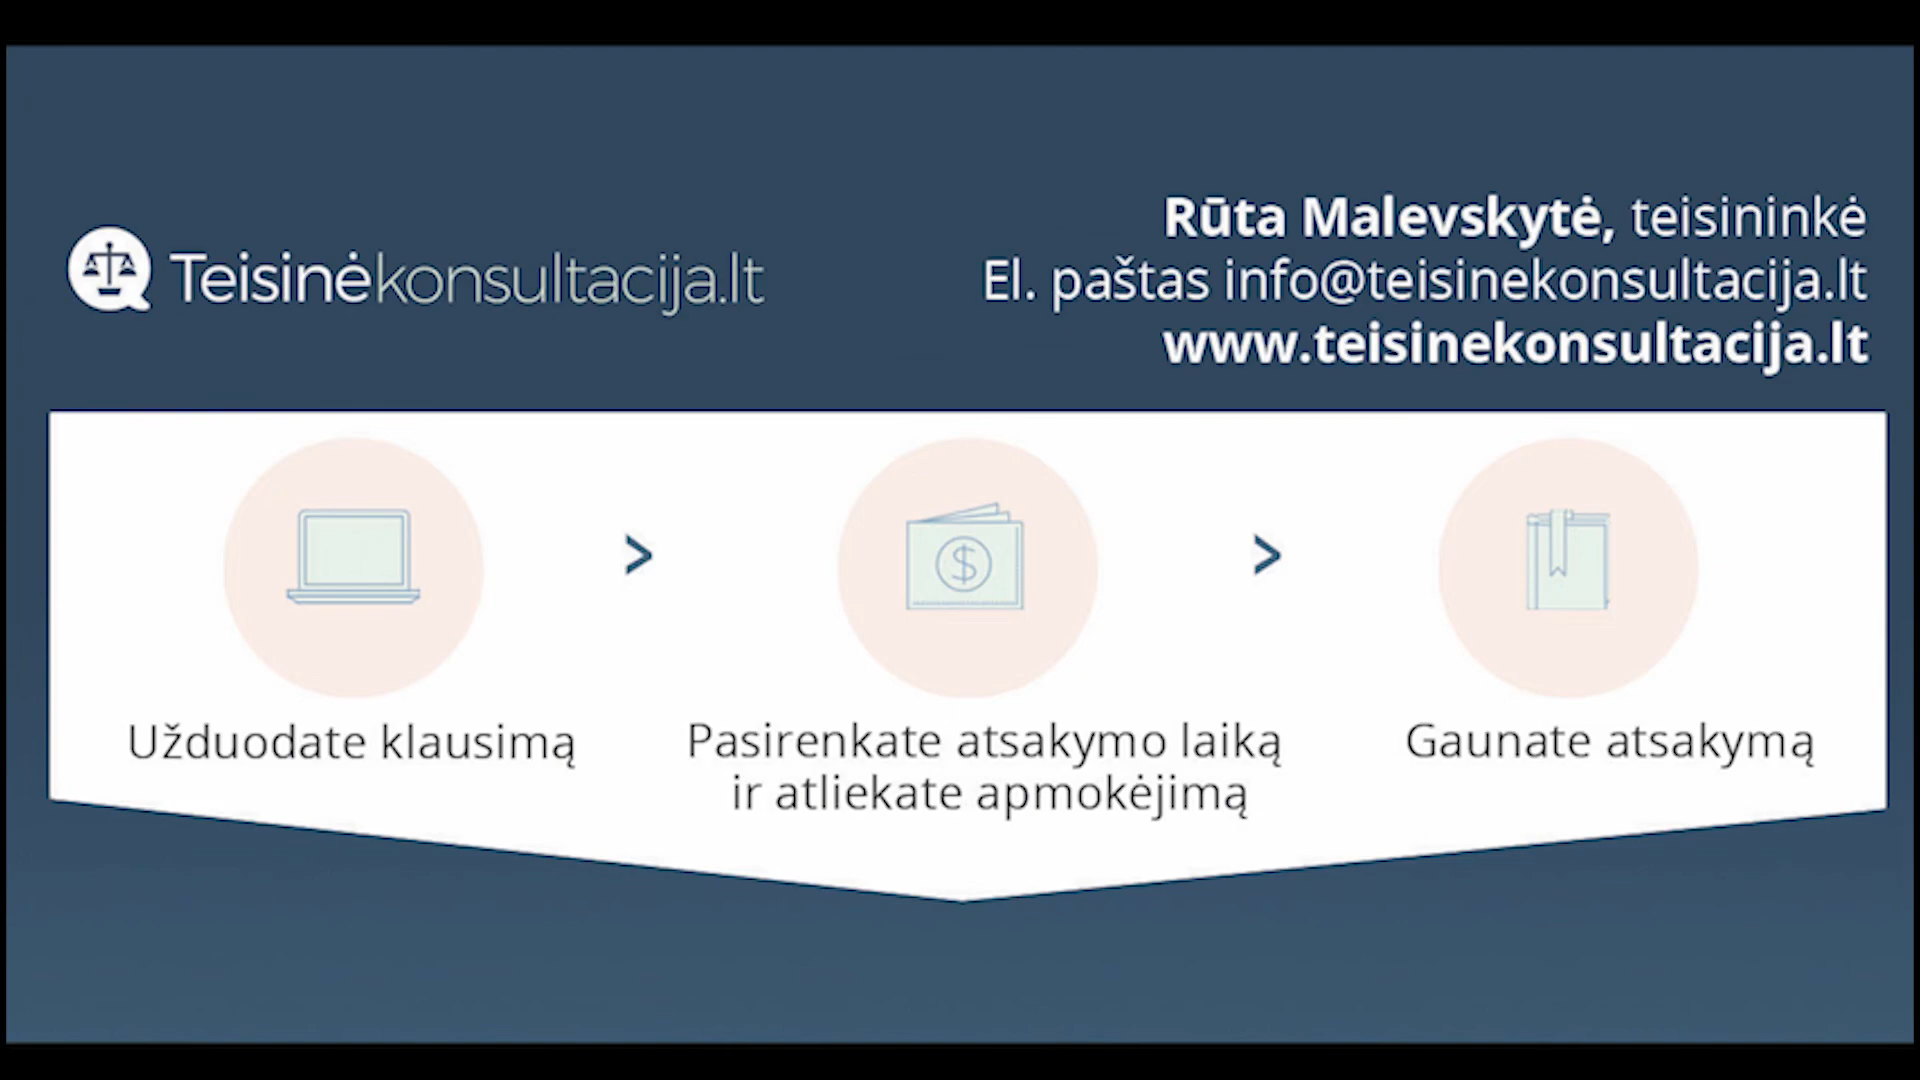 Teisinėkonsultacija.lt
Rūta Malevskytė, teisininkė
El. paštas info@teisinekonsultacija.lt
www.teisinekonsultacija.lt
>
$
>
Užduodate klausimą
Pasirenkate atsakymo laiką
ir atliekate apmokėjimą
Gaunate atsakymą